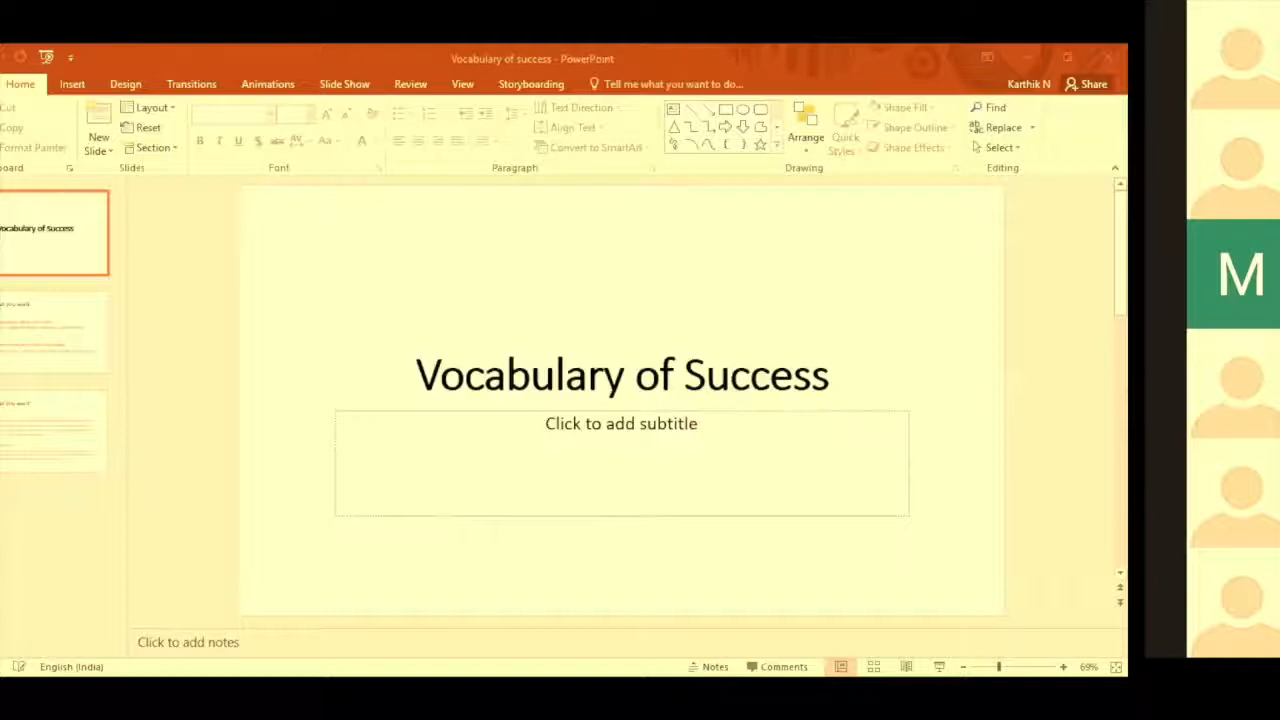 Vocabulary of success - PowerPoint
Home Insert Design Transitions Animations Slide Show Review View Storyboarding Tell me what you want to do... Karthik N Share
Cut
Copy
Format Painter
New Slide
Layout
Reset
Section
Slides
B I U S abc AV Aa A
Font
Text Direction
Align Text
Convert to SmartArt
Paragraph
Arrange
Quick Styles
Shape Fill
Shape Outline
Shape Effects
Drawing
Find
Replace
Select
Editing
Vocabulary of Success
Vocabulary of Success
Click to add subtitle
M
Click to add notes
English (India) Notes Comments 69%